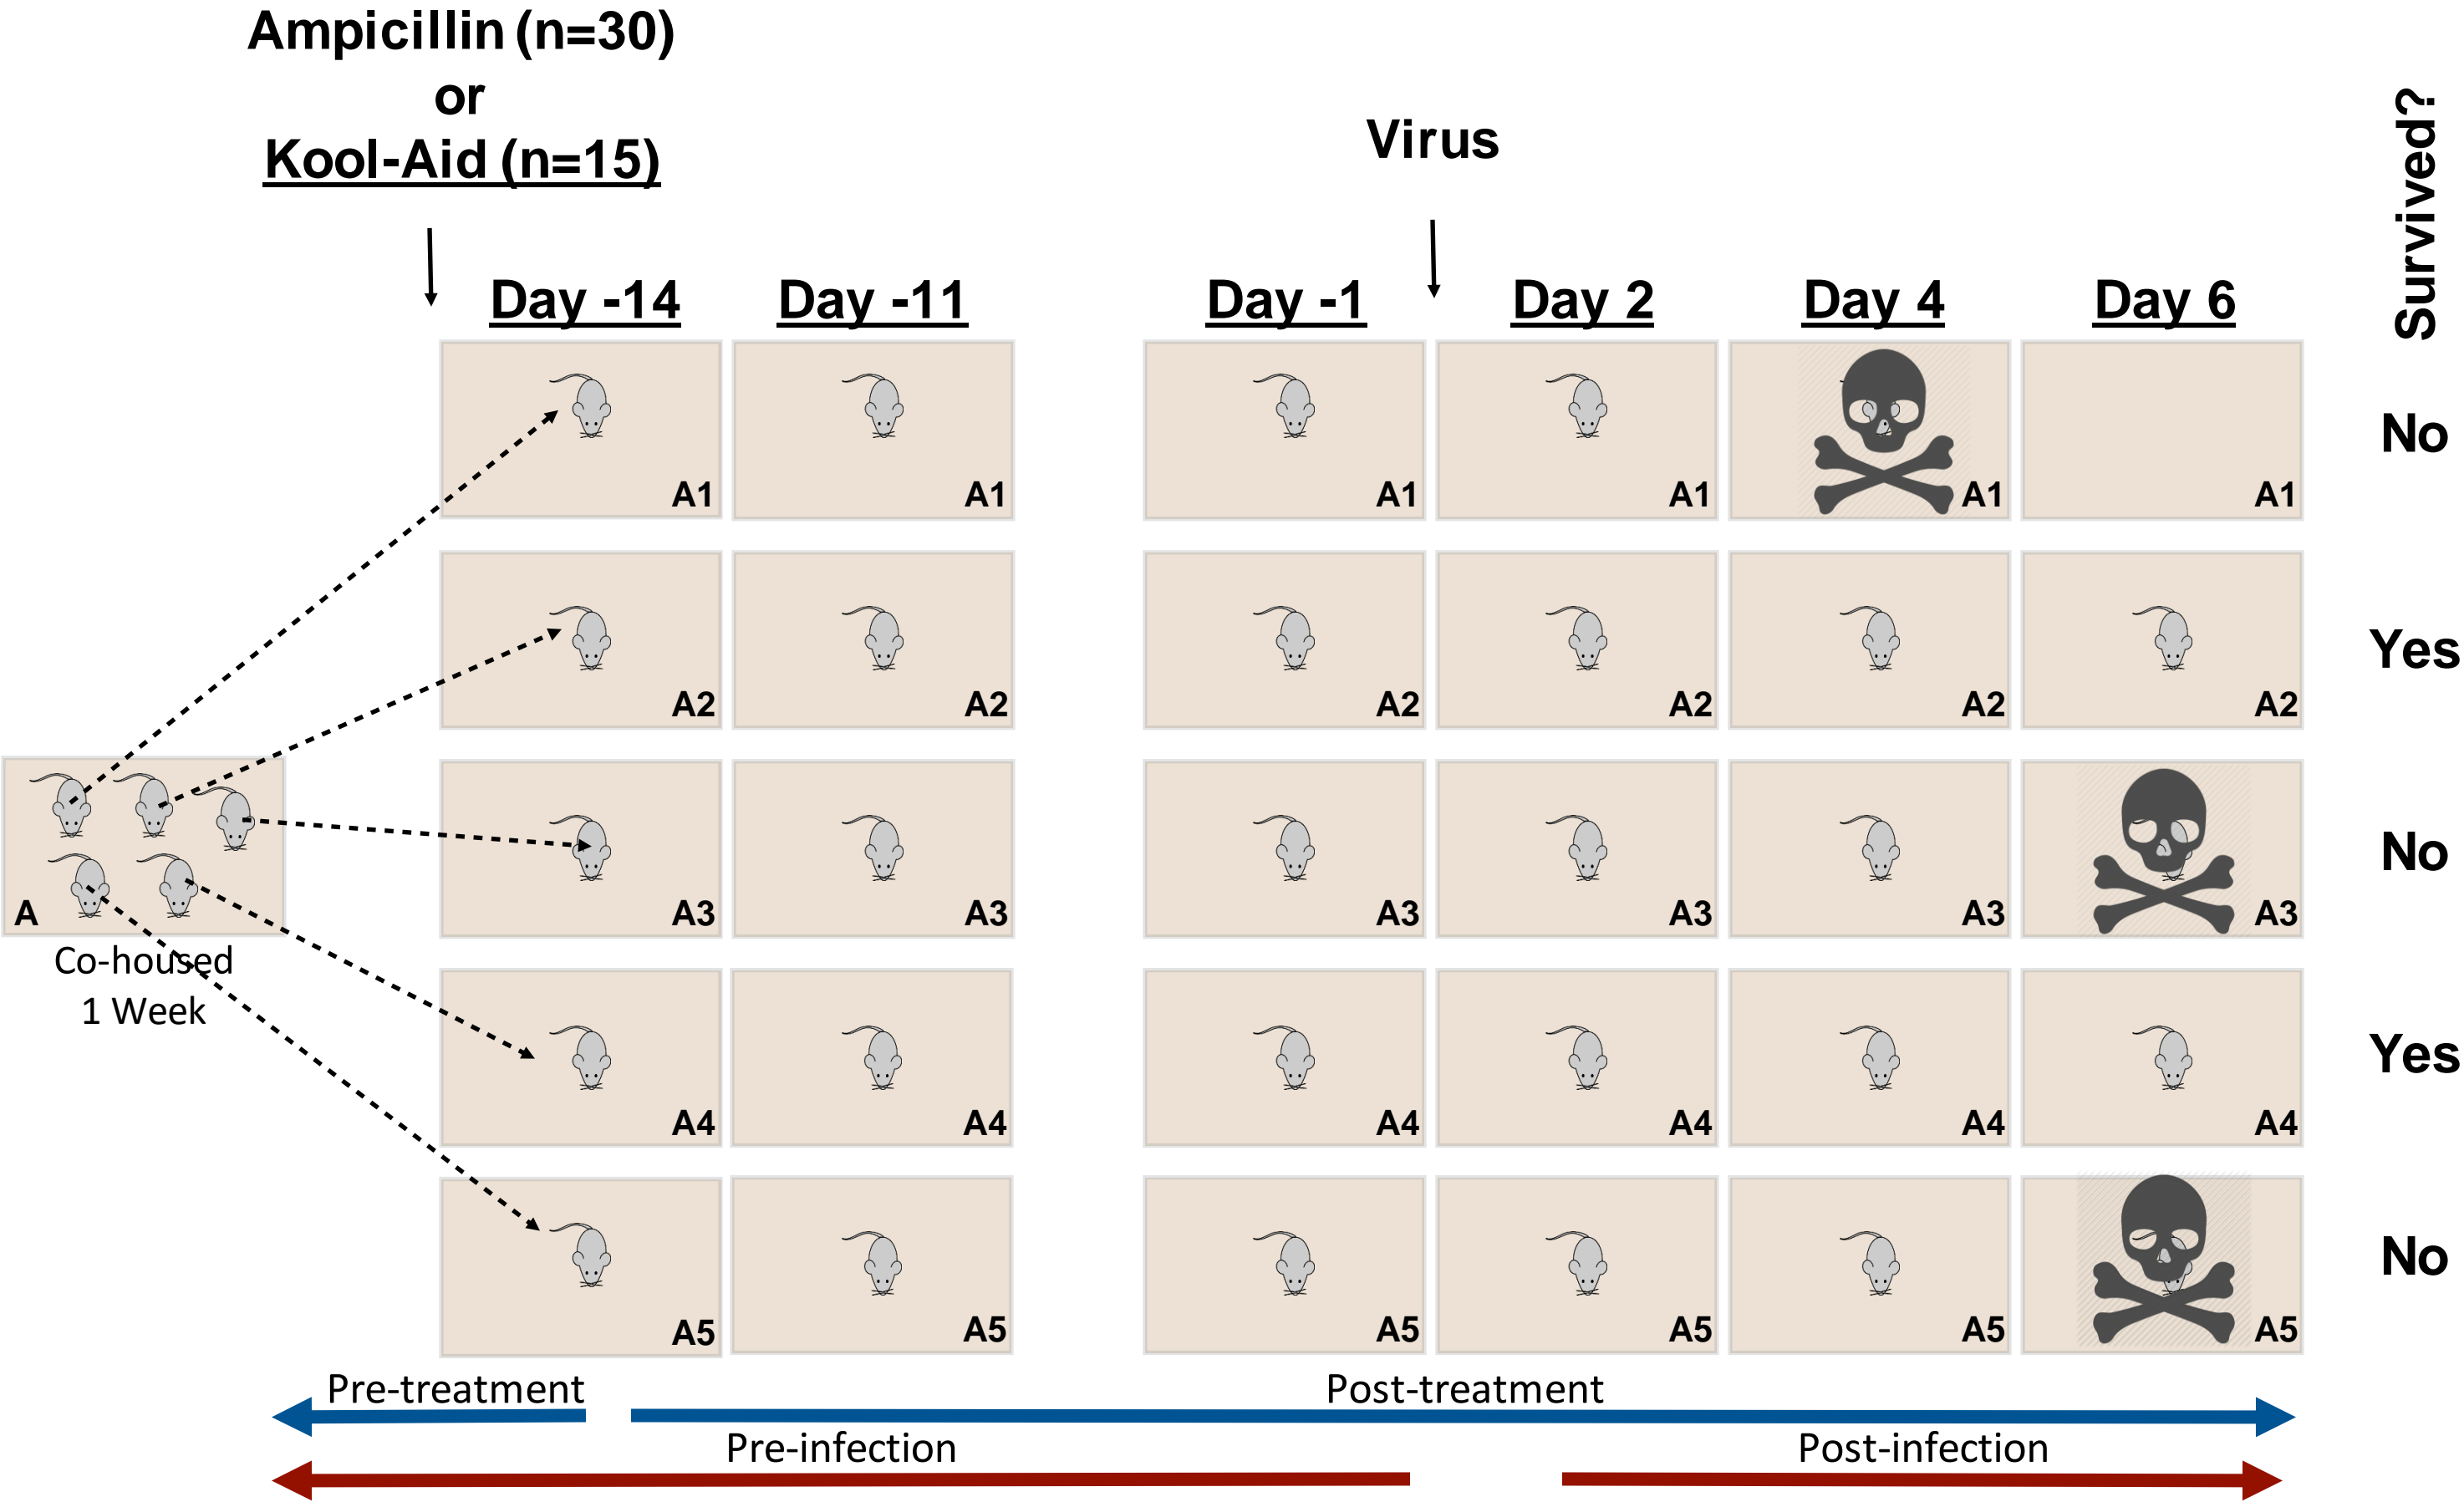 Ampicillin (n=30)
or
Kool-Aid (n=15)
Virus
Survived?
Day -14
Day -11
Day -1
Day 2
Day 4
Day 6
A1
A1
A1
A1
A1
A1
No
A2
A2
A2
A2
A2
A2
Yes
A
Co-housed
1 Week
A3
A3
A3
A3
A3
A3
No
A4
A4
A4
A4
A4
A4
Yes
A5
A5
A5
A5
A5
A5
No
Pre-treatment
Post-treatment
Pre-infection
Post-infection